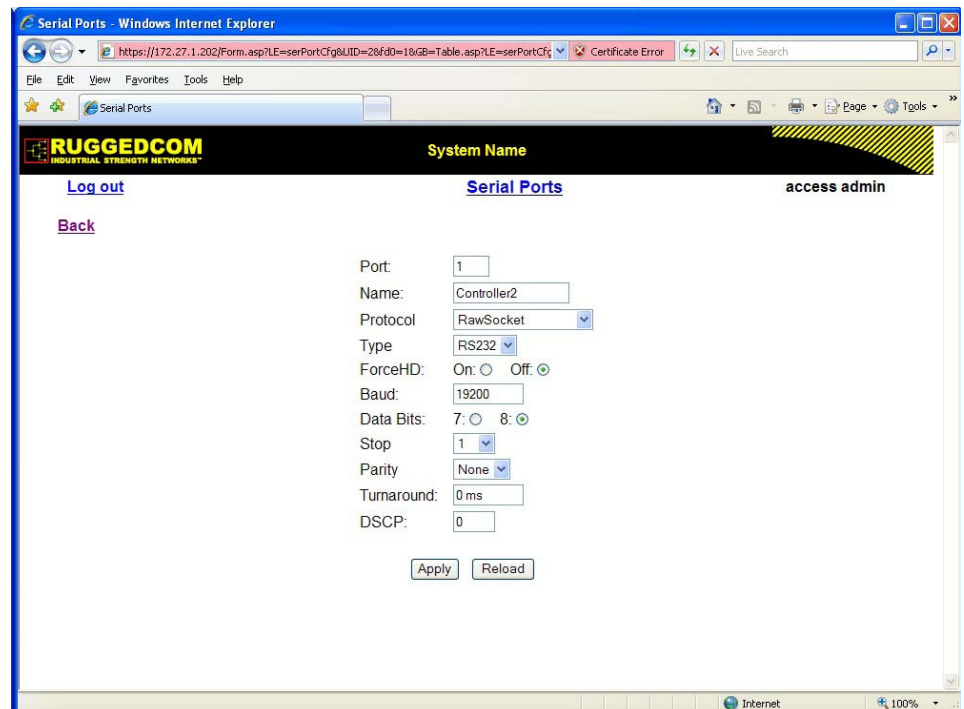 Serial Ports - Windows Internet Explorer
https://172.27.1.202/Form.asp?LE=serPortCfg&UID=2&fd0=1&GB=Table.asp?LE=serPortCfg Certificate Error Live Search
File Edit View Favorites Tools Help
Serial Ports Page Tools »
RUGGEDCOM
INDUSTRIAL STRENGTH NETWORKS™
System Name
Log out Serial Ports access admin
Back
Port: 1
Name: Controller2
Protocol RawSocket
Type RS232
ForceHD: On: Off:
Baud: 19200
Data Bits: 7: 8:
Stop 1
Parity None
Turnaround: 0 ms
DSCP: 0
Apply Reload
Internet 100%